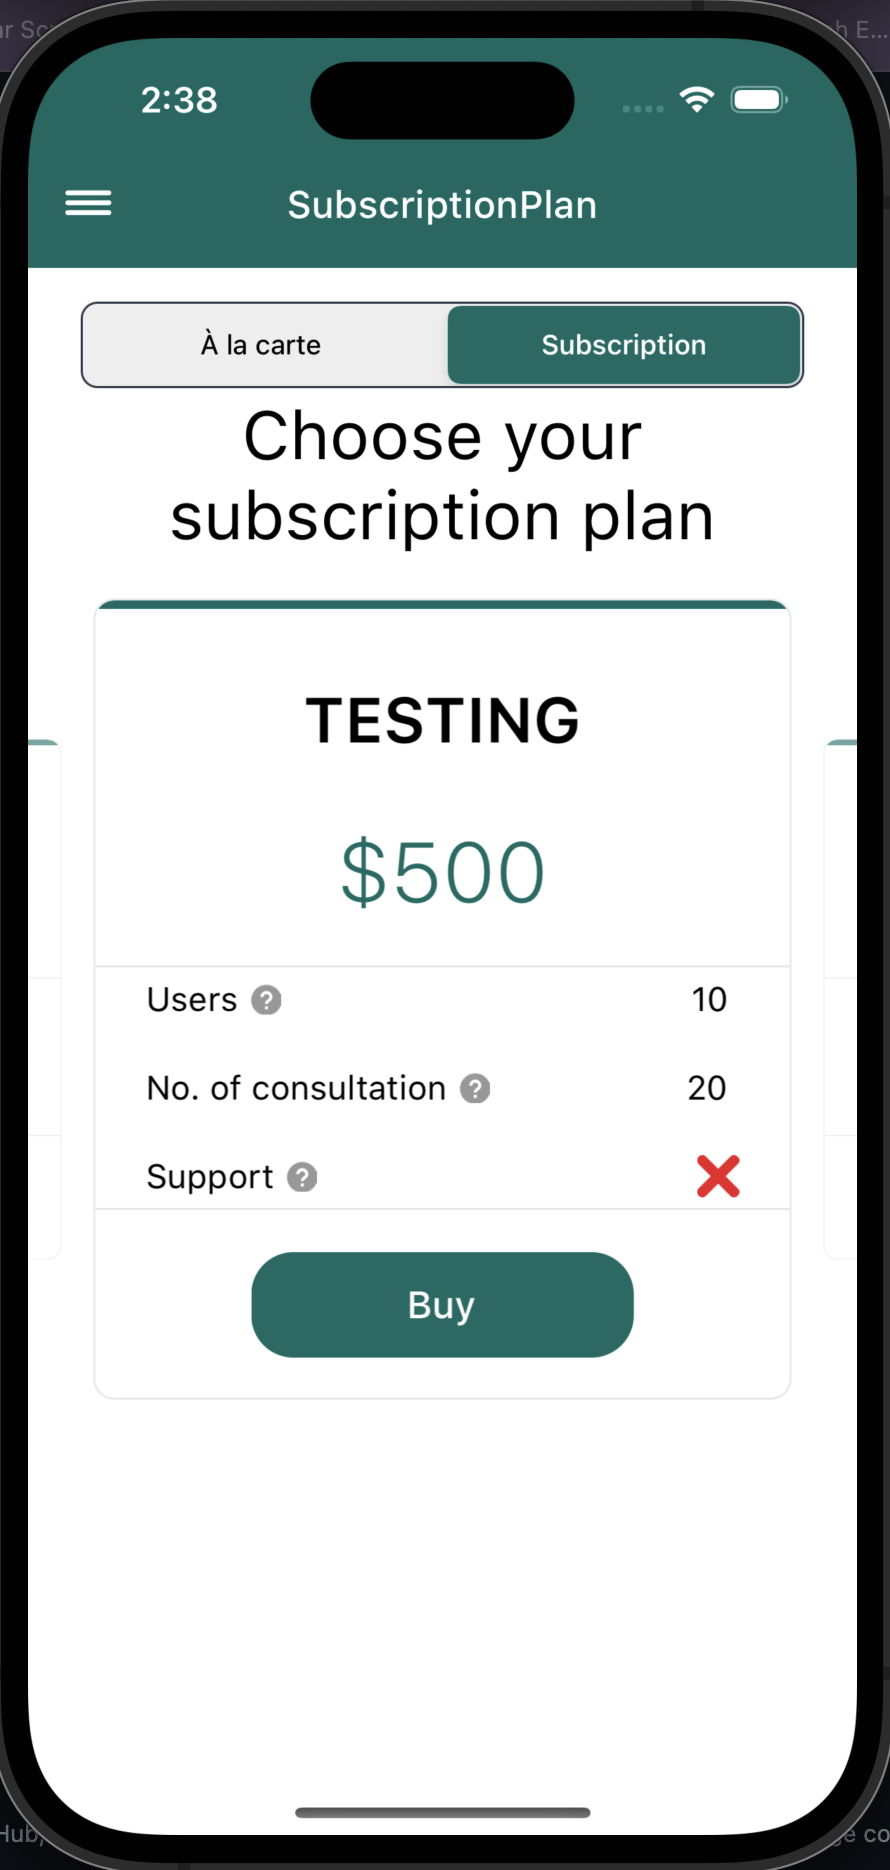 2:38
SubscriptionPlan
À la carte
Subscription
Choose your
subscription plan
TESTING
$500
Users ? 10
No. of consultation ? 20
Support ?
Buy
Hub,